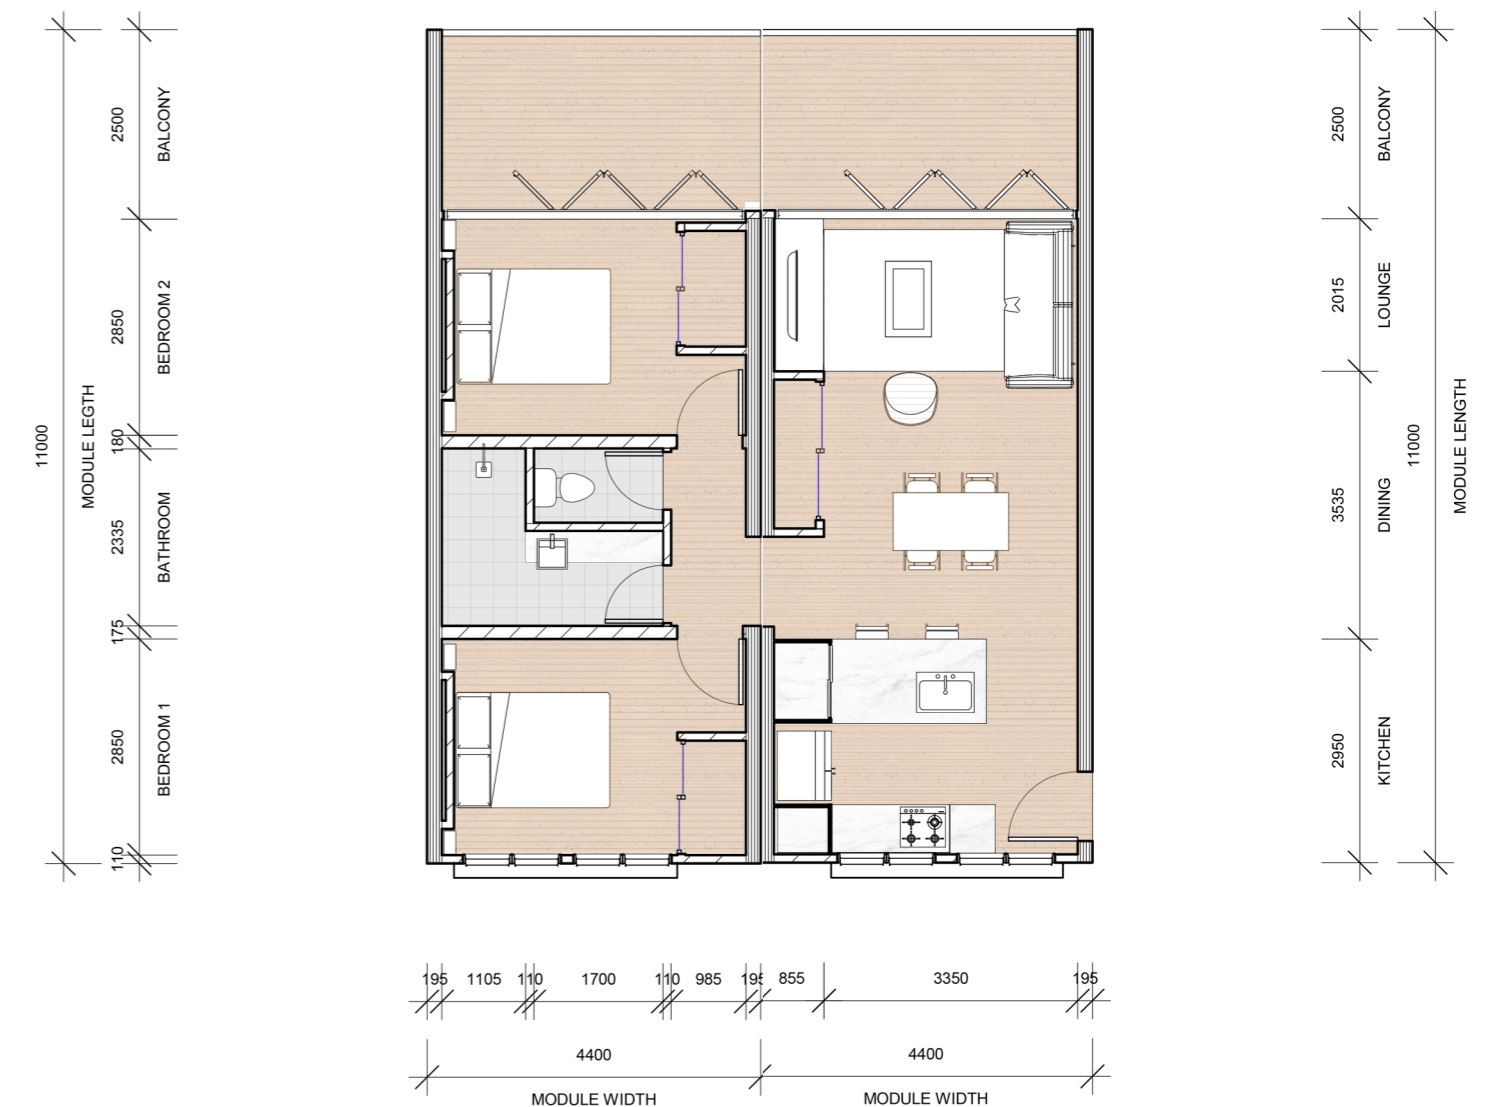 11000
MODULE LEGTH
2500
BALCONY
2850
BEDROOM 2
180
2335
BATHROOM
175
2850
BEDROOM 1
110
2500
BALCONY
2015
LOUNGE
3535
DINING
2950
KITCHEN
11000
MODULE LENGTH
195 1105 110 1700 110 985 195 855 3350 195
4400 4400
MODULE WIDTH MODULE WIDTH